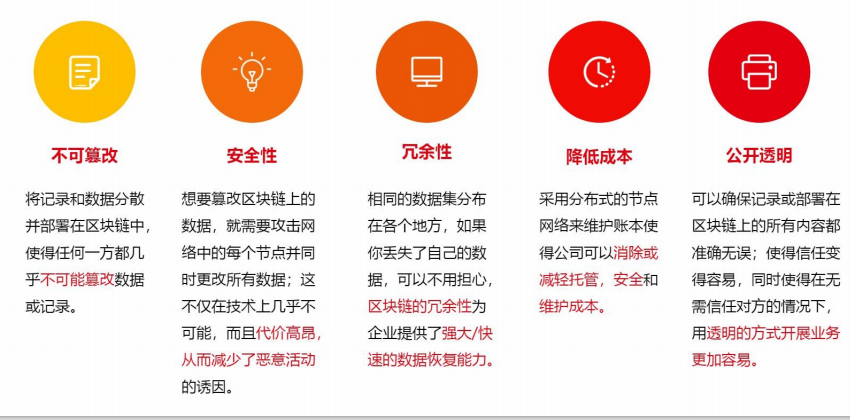 不可篡改
将记录和数据分散
并部署在区块链中，
使得任何一方都几
乎不可能篡改数据
或记录。
安全性
想要篡改区块链上的
数据，就需要攻击网
络中的每个节点并同
时更改所有数据；这
不仅在技术上几乎不
可能，而且代价高昂，
从而减少了恶意活动
的诱因。
冗余性
相同的数据集分布
在各个地方，如果
你丢失了自己的数
据，可以不用担心，
区块链的冗余性为
企业提供了强大/快
速的数据恢复能力。
降低成本
采用分布式的节点
网络来维护账本使
得公司可以消除或
减轻托管，安全和
维护成本。
公开透明
可以确保记录或部署在
区块链上的所有内容都
准确无误；使得信任变
得容易，同时使得在无
需信任对方的情况下，
用透明的方式开展业务
更加容易。